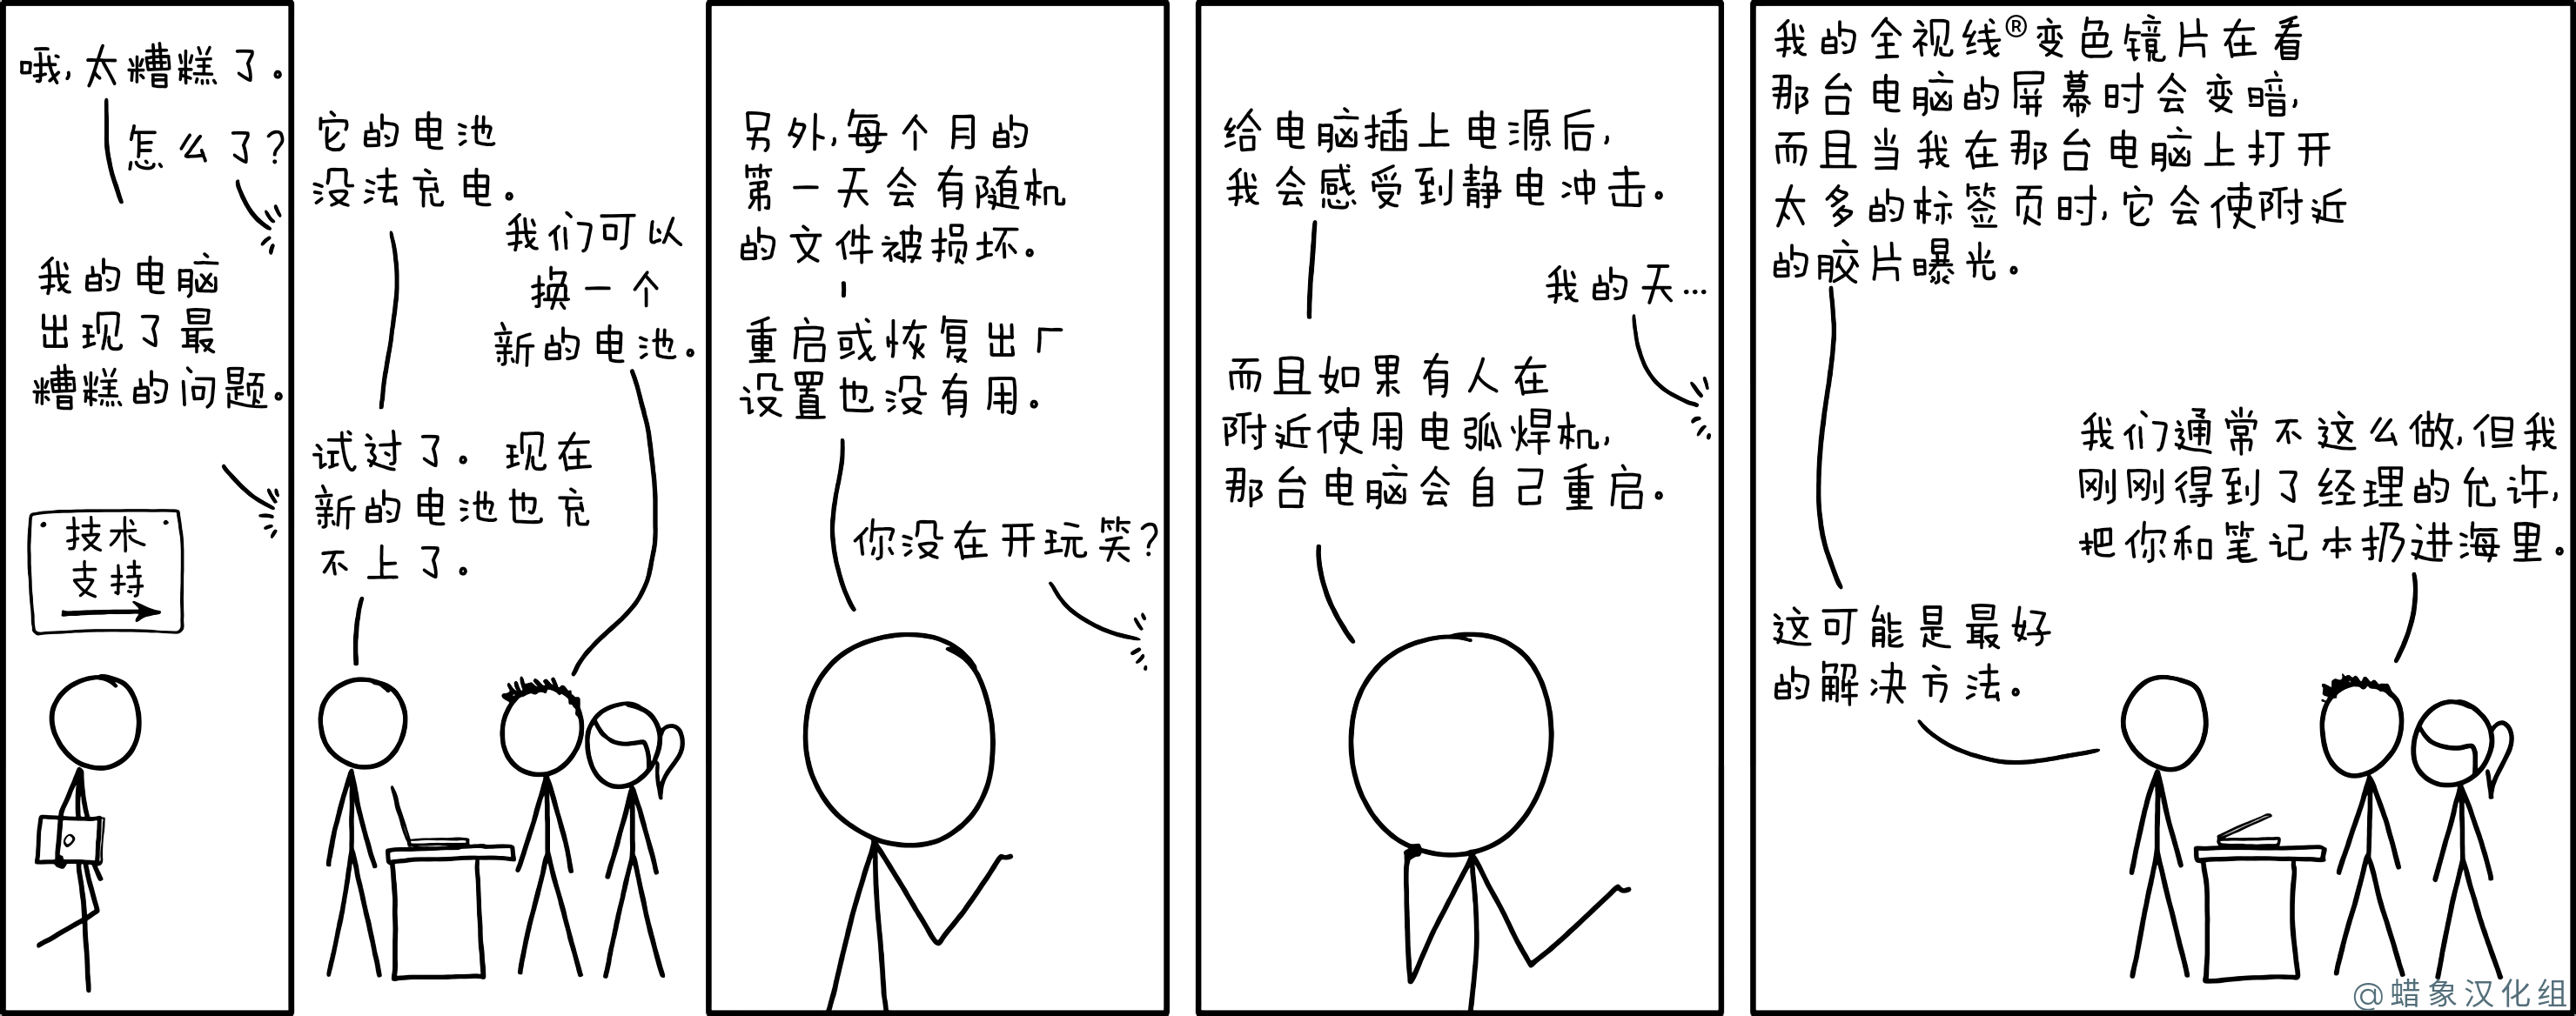 哦,太糟糕了。
怎么了?
我的电脑
出现了最
糟糕的问题。
技术
支持
它的电池
没法充电。
我们可以
换一个
新的电池。
试过了。现在
新的电池也充
不上了。
另外,每个月的
第一天会有随机
的文件被损坏。
重启或恢复出厂
设置也没有用。
你没在开玩笑?
给电脑插上电源后,
我会感受到静电冲击。
我的天…
而且如果有人在
附近使用电弧焊机,
那台电脑会自己重启。
我的全视线®变色镜片在看
那台电脑的屏幕时会变暗,
而且当我在那台电脑上打开
太多的标签页时,它会使附近
的胶片曝光。
我们通常不这么做,但我
刚刚得到了经理的允许,
把你和笔记本扔进海里。
这可能是最好
的解决方法。
@蜡象汉化组